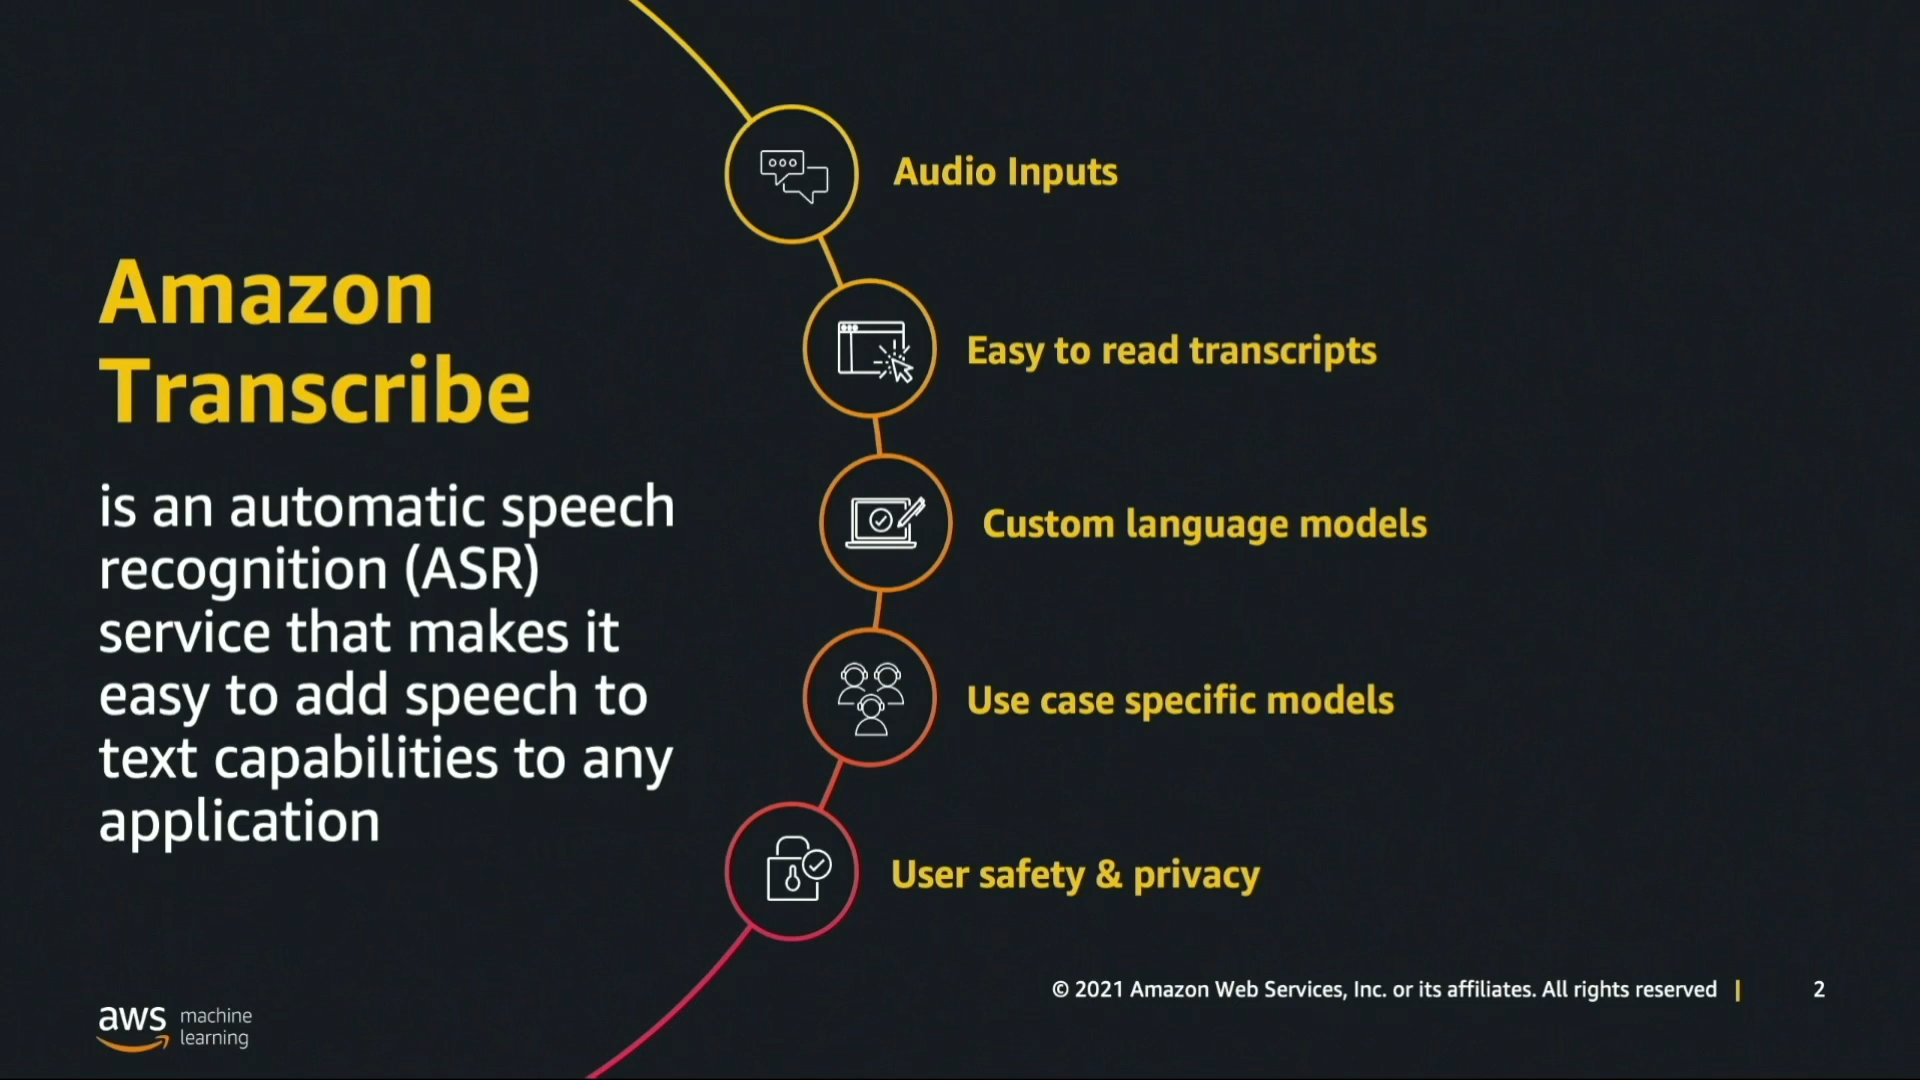 Amazon
Transcribe
is an automatic speech
recognition (ASR)
service that makes it
easy to add speech to
text capabilities to any
application
Audio Inputs
Easy to read transcripts
Custom language models
Use case specific models
User safety & privacy
aws machine
learning
© 2021 Amazon Web Services, Inc. or its affiliates. All rights reserved | 2